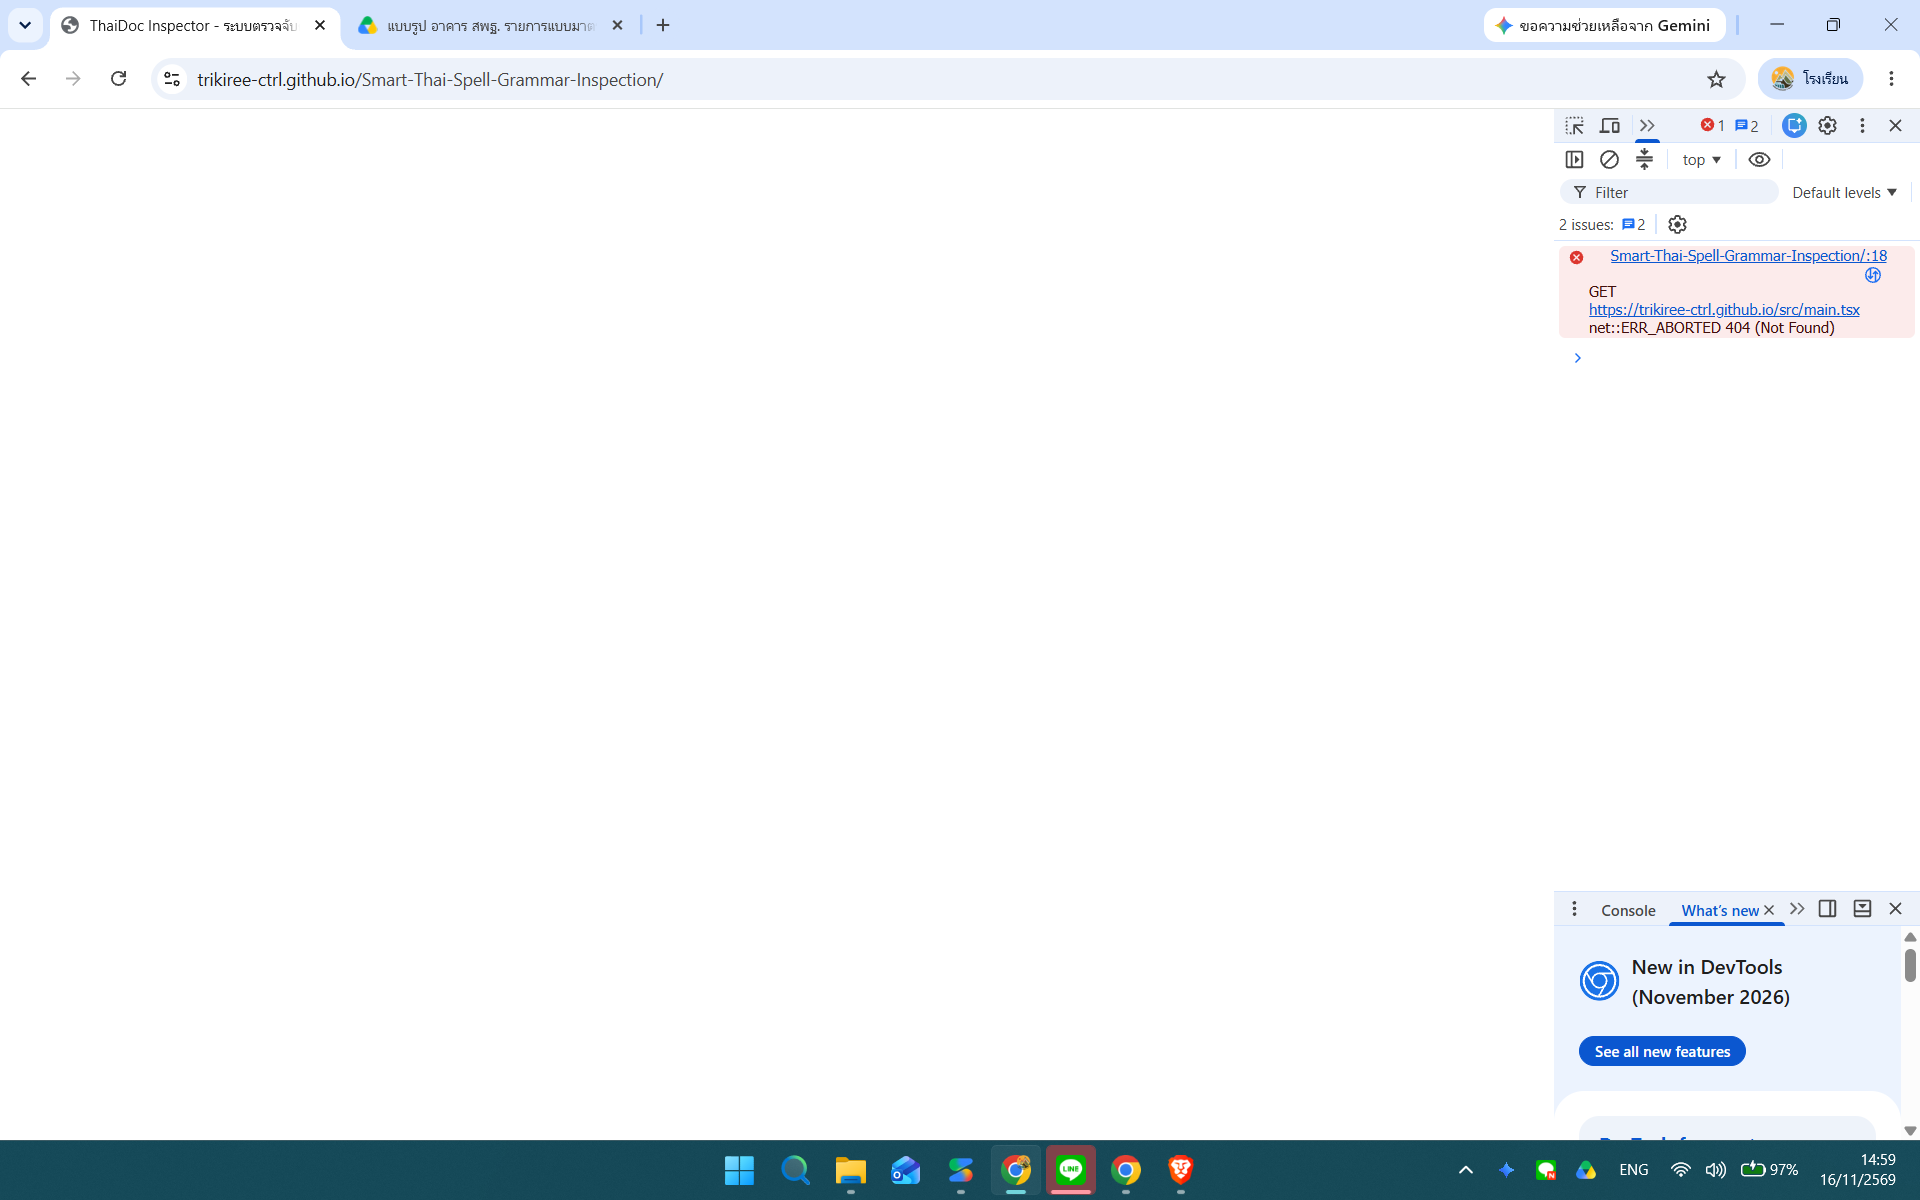 ThaiDoc Inspector - ระบบตรวจจับ
แบบรูป อาคาร สพฐ. รายการแบบมาต
ขอความช่วยเหลือจาก Gemini
trikiree-ctrl.github.io/Smart-Thai-Spell-Grammar-Inspection/
โรงเรียน
1
2
top
Filter
Default levels
2 issues:
2
Smart-Thai-Spell-Grammar-Inspection/:18
GET
https://trikiree-ctrl.github.io/src/main.tsx
net::ERR_ABORTED 404 (Not Found)
Console
What's new
New in DevTools
(November 2026)
See all new features
LINE
ENG
97%
14:59
16/11/2569